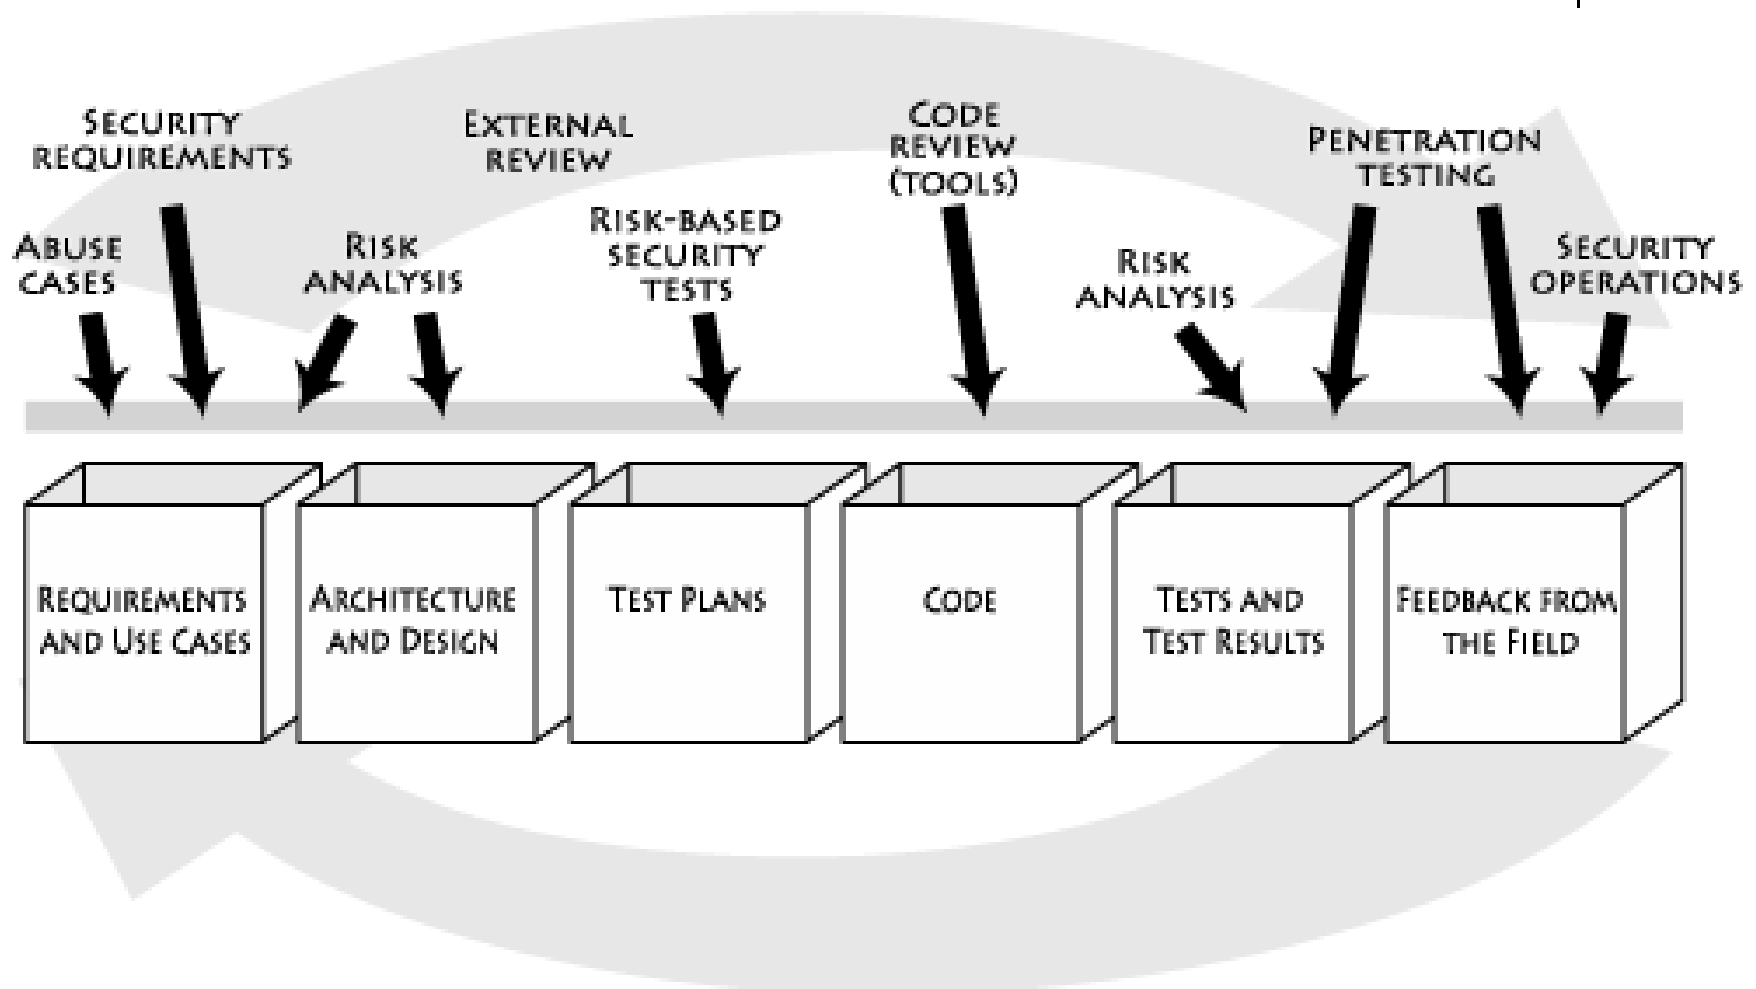 SECURITY
REQUIREMENTS
EXTERNAL
REVIEW
CODE
REVIEW
(TOOLS)
PENETRATION
TESTING
ABUSE
CASES
RISK
ANALYSIS
RISK-BASED
SECURITY
TESTS
RISK
ANALYSIS
SECURITY
OPERATIONS
REQUIREMENTS
AND USE CASES
ARCHITECTURE
AND DESIGN
TEST PLANS
CODE
TESTS AND
TEST RESULTS
FEEDBACK FROM
THE FIELD